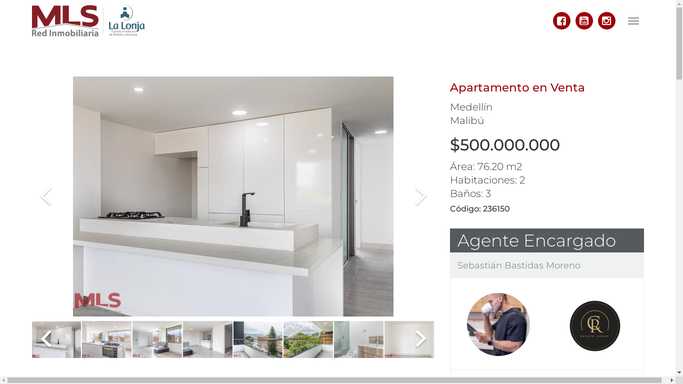 MLS
Red Inmobiliaria
La Lonja
Apartamento en Venta
Medellín
Malibú
$500.000.000
Área: 76.20 m2
Habitaciones: 2
Baños: 3
Código: 236150
MLS
Agente Encargado
Sebastián Bastidas Moreno